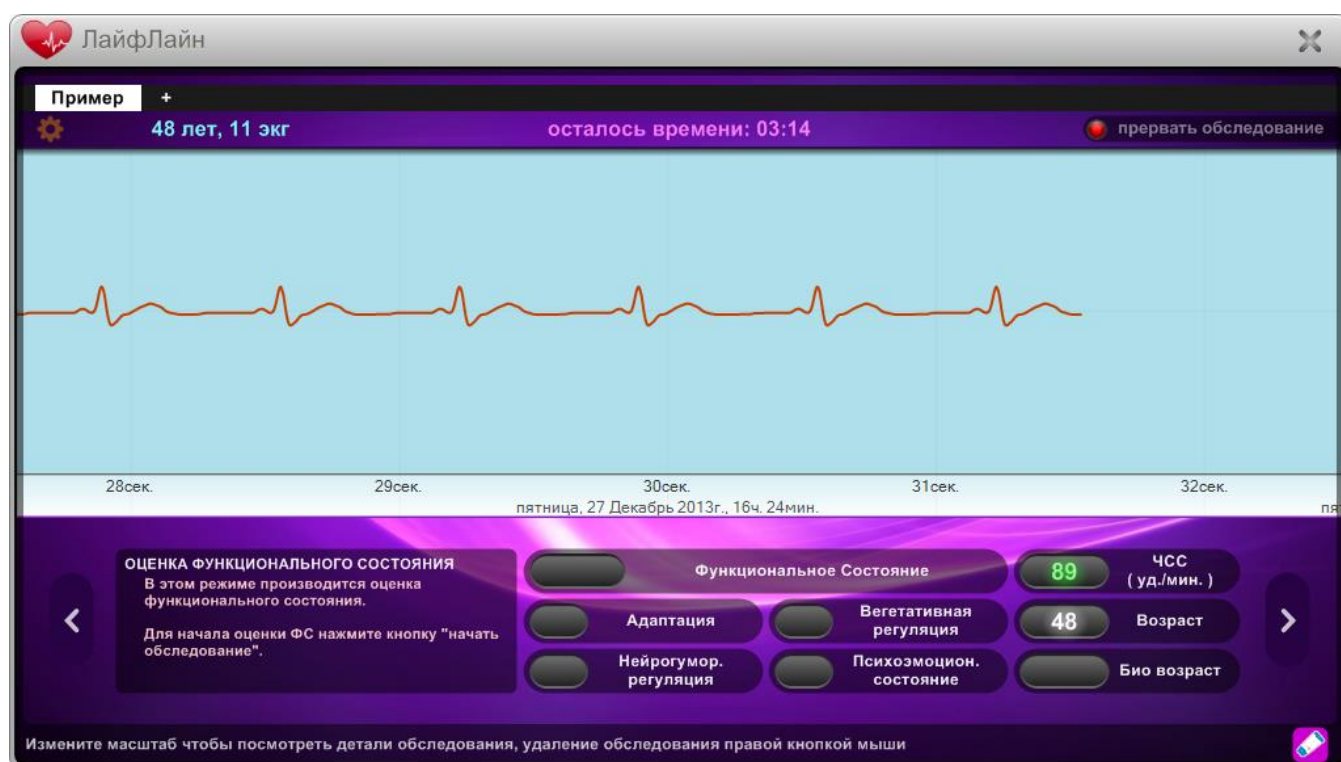 ЛайфЛайн
Пример +
48 лет, 11 экг
осталось времени: 03:14
прервать обследование
28сек. 29сек. 30сек. 31сек. 32сек.
пятница, 27 Декабрь 2013г., 16ч. 24мин.
ОЦЕНКА ФУНКЦИОНАЛЬНОГО СОСТОЯНИЯ
В этом режиме производится оценка
функционального состояния.
Для начала оценки ФС нажмите кнопку "начать
обследование".
Функциональное Состояние
89 ЧСС
( уд./мин. )
Адаптация
Вегетативная
регуляция
48 Возраст
Нейрогумор.
регуляция
Психоэмоцион.
состояние
Био возраст
Измените масштаб чтобы посмотреть детали обследования, удаление обследования правой кнопкой мыши